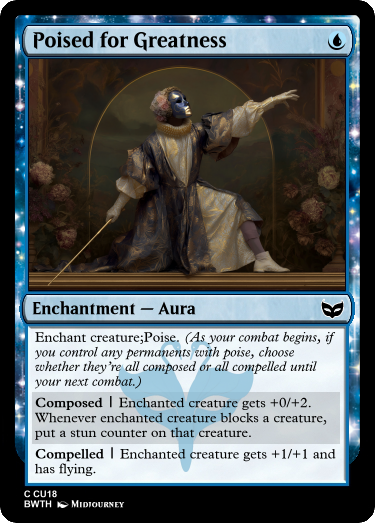 Poised for Greatness
Enchantment — Aura
Enchant creature;Poise. (As your combat begins, if
you control any permanents with poise, choose
whether they're all composed or all compelled until
your next combat.)
Composed | Enchanted creature gets +0/+2.
Whenever enchanted creature blocks a creature,
put a stun counter on that creature.
Compelled | Enchanted creature gets +1/+1 and
has flying.
C CU18
BWTH MIDJOURNEY